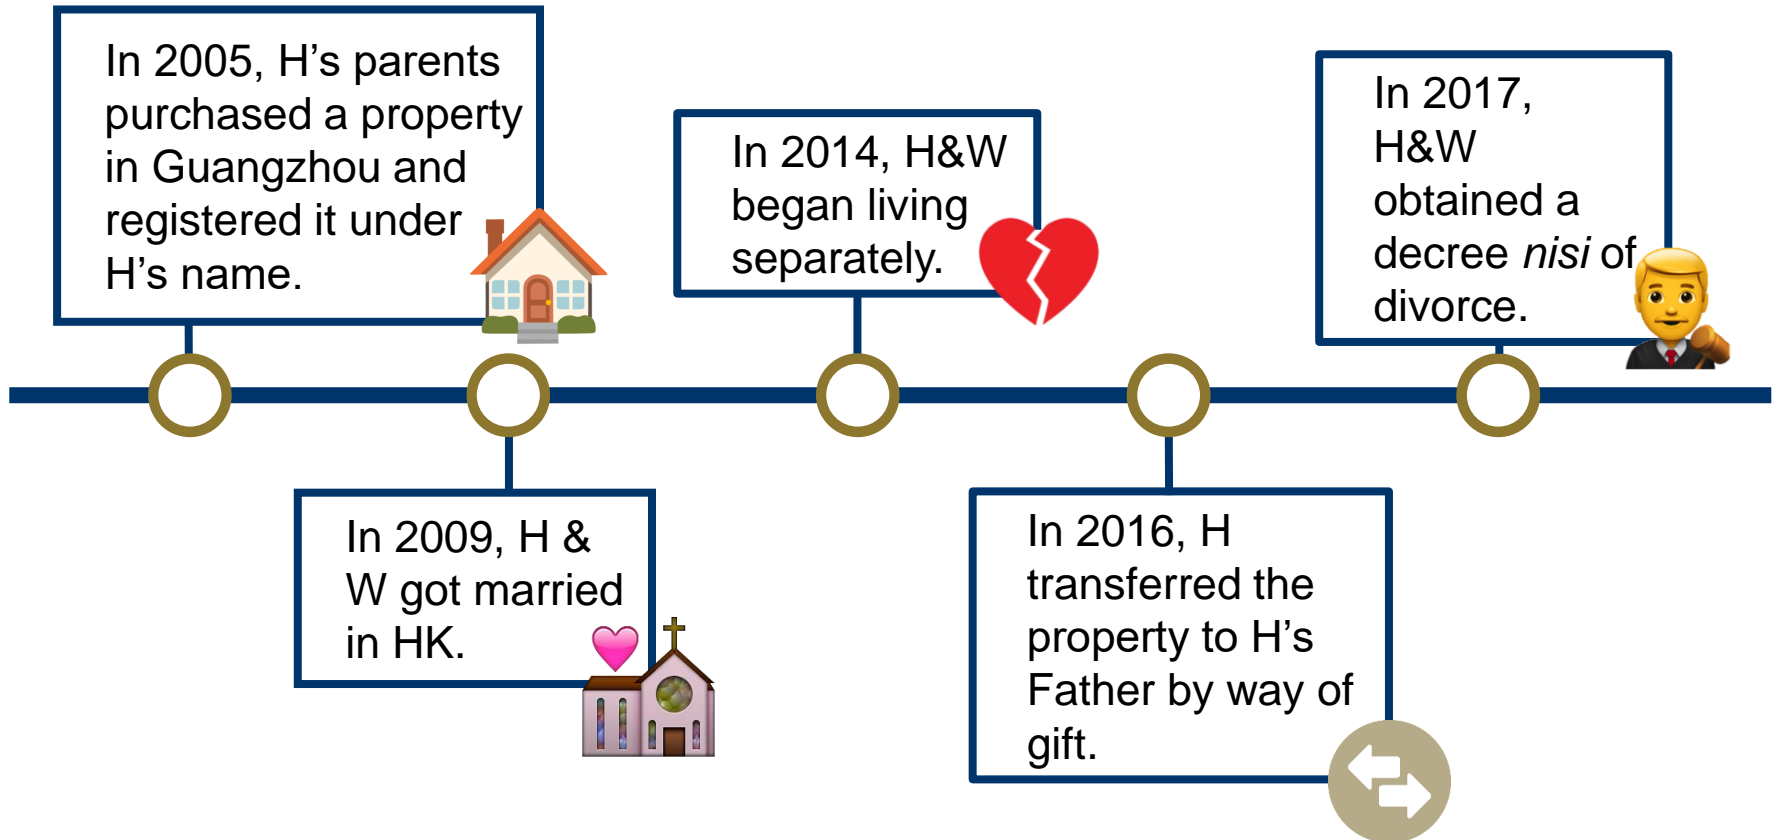 In 2005, H’s parents
purchased a property
in Guangzhou and
registered it under
H’s name.
In 2009, H &
W got married
in HK.
In 2014, H&W
began living
separately.
In 2016, H
transferred the
property to H’s
Father by way of
gift.
In 2017,
H&W
obtained a
decree nisi of
divorce.